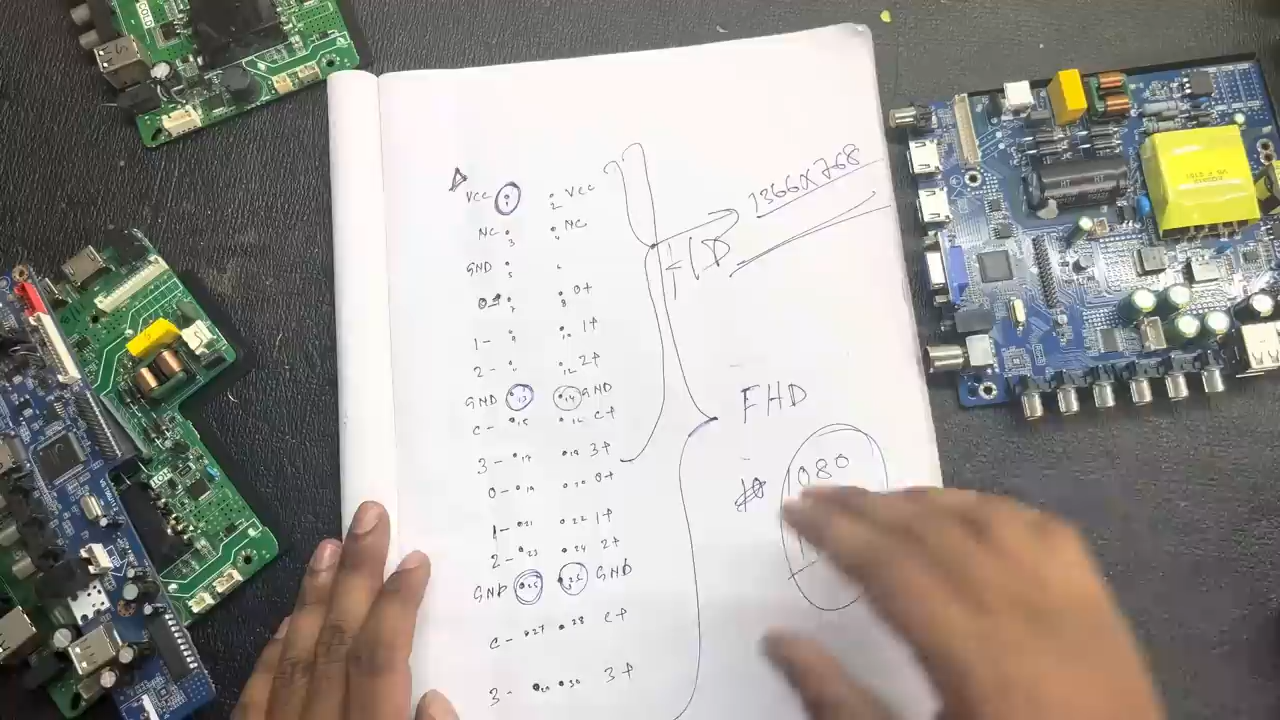 VCC 1 2 VCC
1366X768
NC 3 4 NC
GND 5 6
HD
0- 7 8 0+
1- 9 10 1+
2- 11 12 2+
GND 13 14 GND
FHD
C- 15 16 C+
3- 17 18 3+
1080
0- 19 20 0+
1- 21 22 1+
2- 23 24 2+
GND 25 GND
C- 27 28 C+
3- 30 3+
COLD
HOT